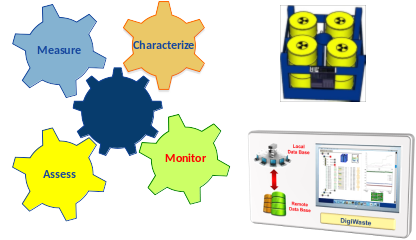 Measure
Characterize
Assess
Monitor
Local
Data Base
Remote
Data Base
DigiWaste